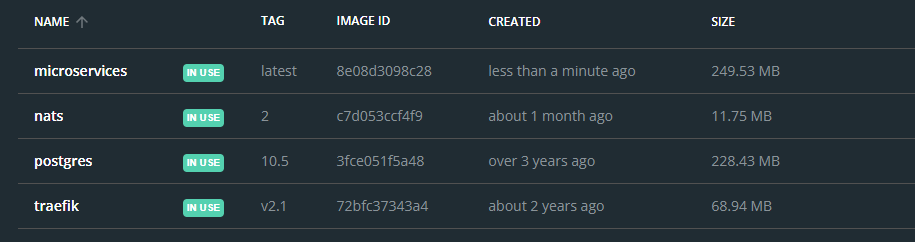 NAME ↑ TAG IMAGE ID CREATED SIZE
microservices IN USE latest 8e08d3098c28 less than a minute ago 249.53 MB
nats IN USE 2 c7d053ccf4f9 about 1 month ago 11.75 MB
postgres IN USE 10.5 3fce051f5a48 over 3 years ago 228.43 MB
traefik IN USE v2.1 72bfc37343a4 about 2 years ago 68.94 MB